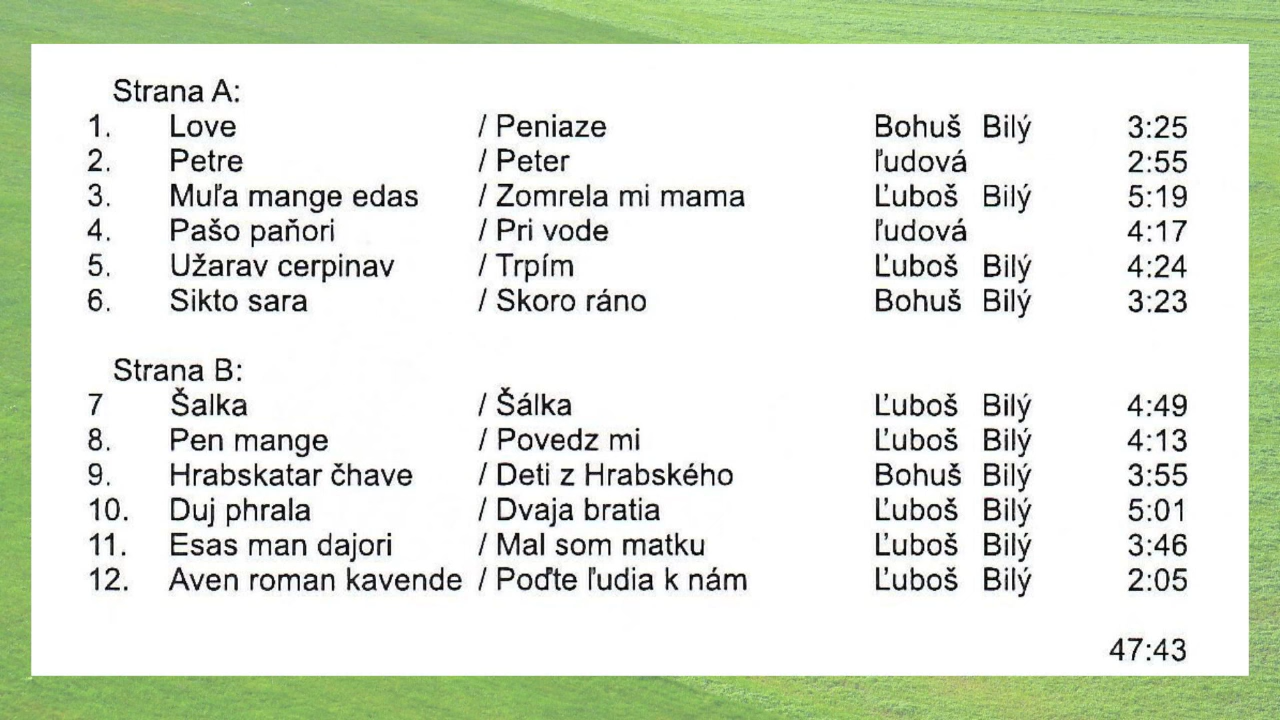 Strana A:
1. Love / Peniaze Bohuš Bilý 3:25
2. Petre / Peter ľudová 2:55
3. Muľa mange edas / Zomrela mi mama Ľuboš Bilý 5:19
4. Pašo paňori / Pri vode ľudová 4:17
5. Užarav cerpinav / Trpím Ľuboš Bilý 4:24
6. Sikto sara / Skoro ráno Bohuš Bilý 3:23
Strana B:
7 Šalka / Šálka Ľuboš Bilý 4:49
8. Pen mange / Povedz mi Ľuboš Bilý 4:13
9. Hrabskatar čhave / Deti z Hrabského Bohuš Bilý 3:55
10. Duj phrala / Dvaja bratia Ľuboš Bilý 5:01
11. Esas man dajori / Mal som matku Ľuboš Bilý 3:46
12. Aven roman kavende / Poďte ľudia k nám Ľuboš Bilý 2:05
47:43